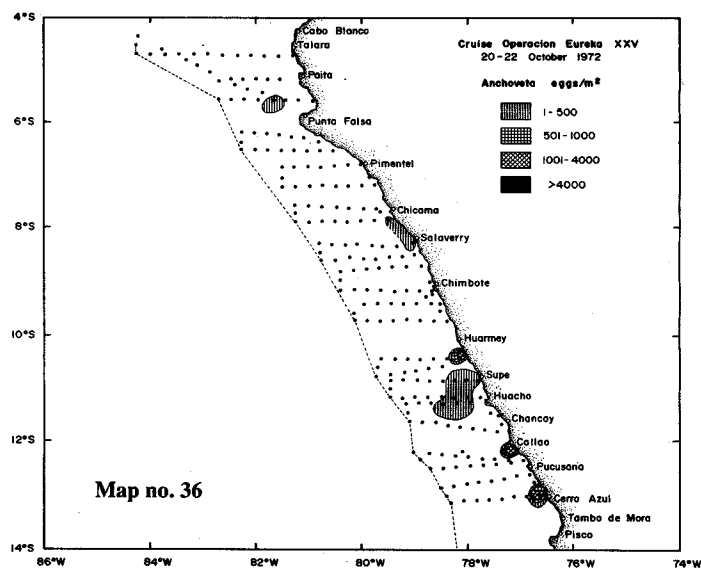 4°S
Cabo Blanco
Talara
Cruise Operacion Eureka XXV
20-22 October 1972
Paita
Anchoveta eggs/m²
1-500
6°S
Punta Falsa
501-1000
1001-4000
Pimentel
>4000
8°S
Chicama
Salaverry
Chimbote
10°S
Huarmey
Supe
Huacho
Chancay
12°S
Callao
Pucusana
Map no. 36
Cerro Azul
Tambo de Mora
Pisco
14°S
86°W
84°W
82°W
80°W
78°W
76°W
74°W